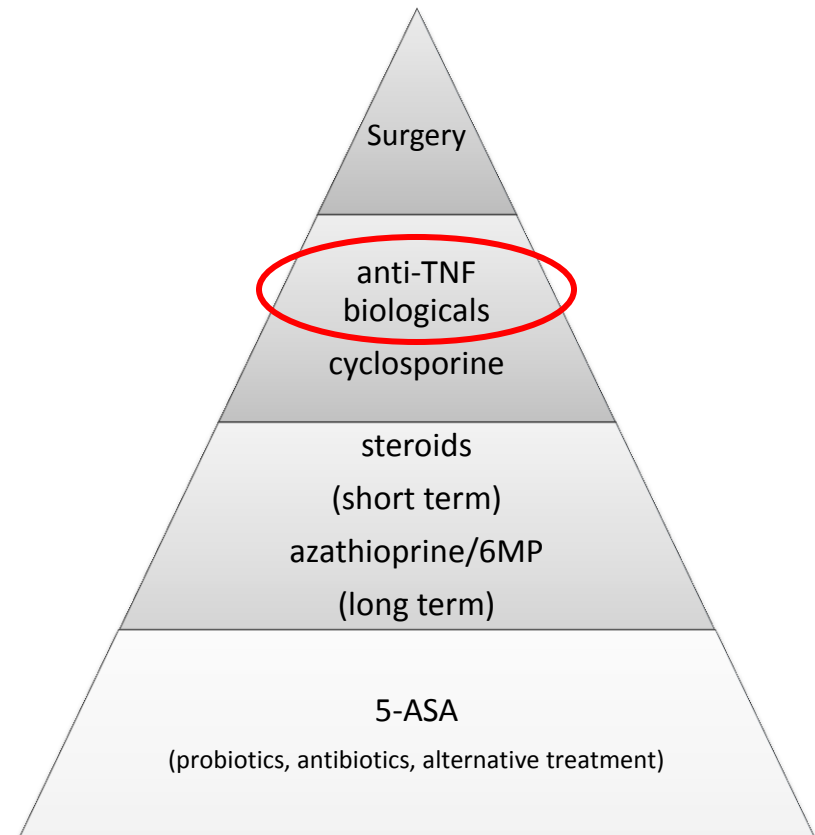 Surgery
anti-TNF
biologicals
cyclosporine
steroids
(short term)
azathioprine/6MP
(long term)
5-ASA
(probiotics, antibiotics, alternative treatment)